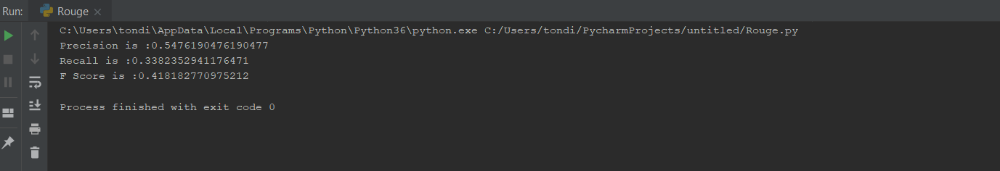 Run: Rouge
C:\Users\tondi\AppData\Local\Programs\Python\Python36\python.exe C:/Users/tondi/PycharmProjects/untitled/Rouge.py
Precision is :0.5476190476190477
Recall is :0.3382352941176471
F Score is :0.418182770975212
Process finished with exit code 0